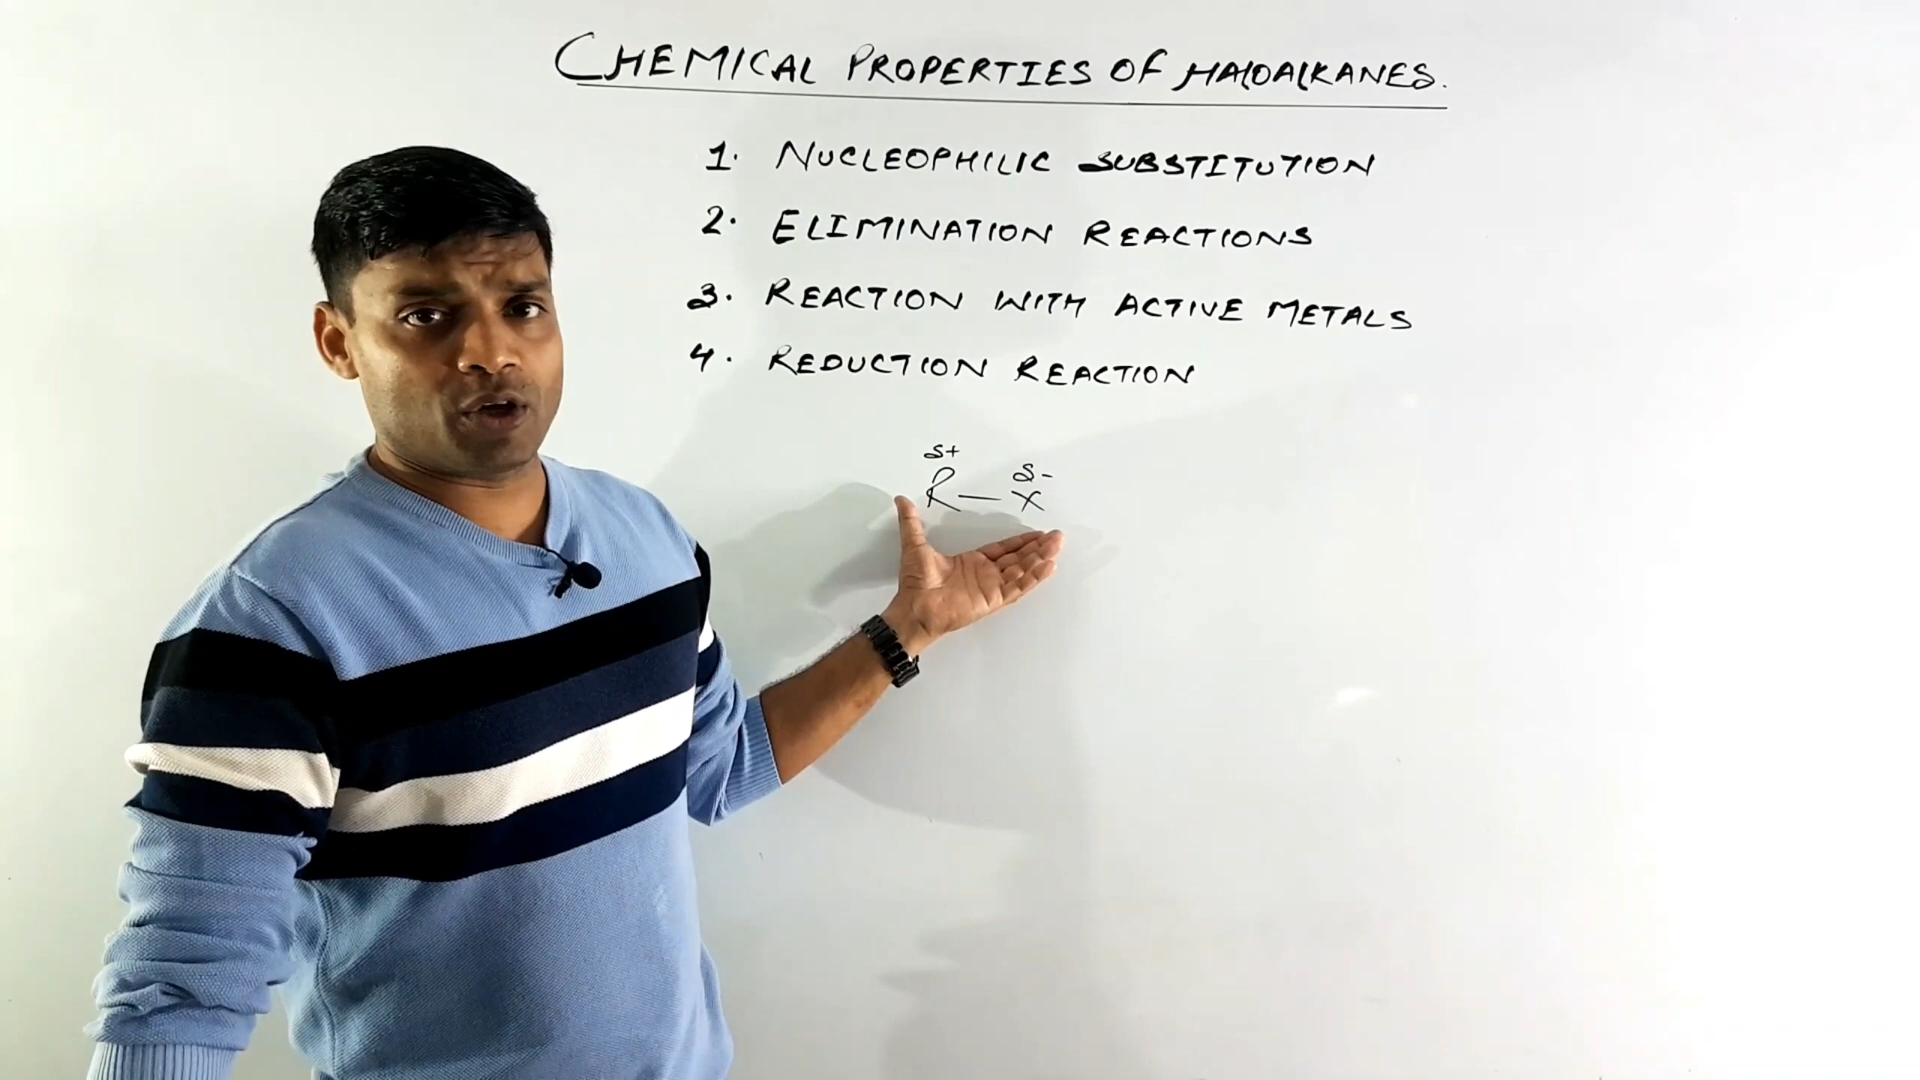 CHEMICAL PROPERTIES OF HALOALKANES.
1. NUCLEOPHILIC SUBSTITUTION
2. ELIMINATION REACTIONS
3. REACTION WITH ACTIVE METALS
4. REDUCTION REACTION
δ+ δ-
R — X